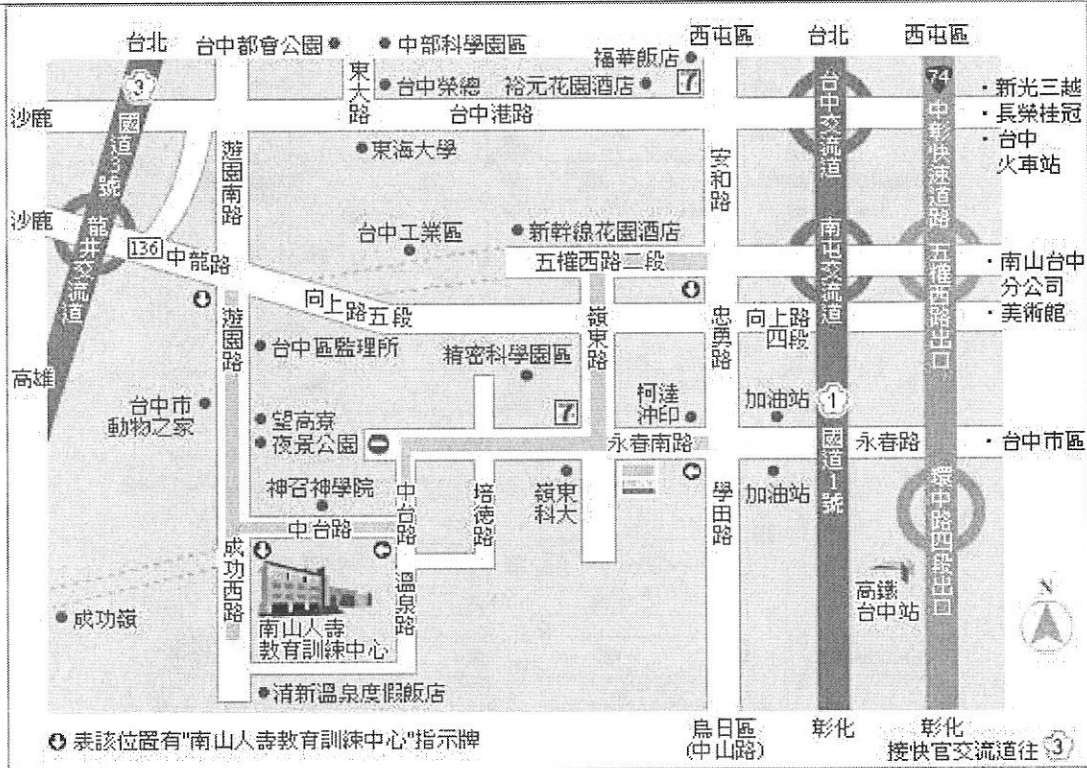 台北
台中都會公園
中部科學園區
西屯區
台北
西屯區
福華飯店
3
東大路
台中榮總
裕元花園酒店
7
74
新光三越
長榮桂冠
台中
火車站
沙鹿
台中港路
國道3號
遊園南路
東海大學
安和路
台中交流道
中彰快速道路
沙鹿
龍井交流道
136
中龍路
台中工業區
新幹線花園酒店
五權西路二段
南屯交流道
五權西路出口
南山台中
分公司
美術館
向上路五段
嶺東路
忠勇路
向上路
四段
遊園路
台中區監理所
精密科學園區
高雄
台中市
動物之家
望高寮
夜景公園
7
柯達
沖印
加油站
1
永春南路
國道1號
永春路
台中市區
神召神學院
中台路
中台路
培德路
嶺東
科大
學田路
加油站
環中路四段出口
成功西路
溫泉路
高鐵
台中站
N
成功嶺
南山人壽
教育訓練中心
清新溫泉度假飯店
表該位置有"南山人壽教育訓練中心"指示牌
烏日區
(中山路)
彰化
彰化
接快官交流道往 3